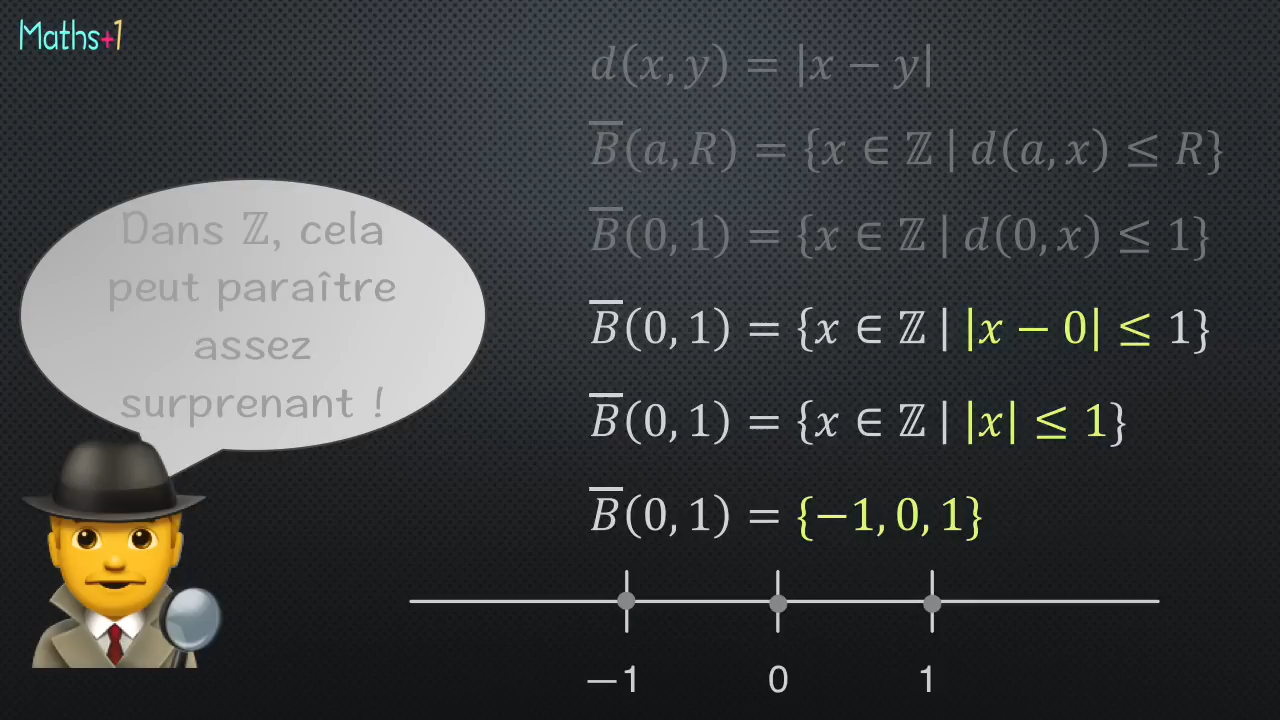 Maths+1
d(x, y) = |x − y|
B̅(a, R) = {x ∈ ℤ | d(a, x) ≤ R}
B̅(0, 1) = {x ∈ ℤ | d(0, x) ≤ 1}
B̅(0, 1) = {x ∈ ℤ | |x − 0| ≤ 1}
B̅(0, 1) = {x ∈ ℤ | |x| ≤ 1}
B̅(0, 1) = {−1, 0, 1}
−1 0 1
Dans ℤ, cela
peut paraître
assez
surprenant !